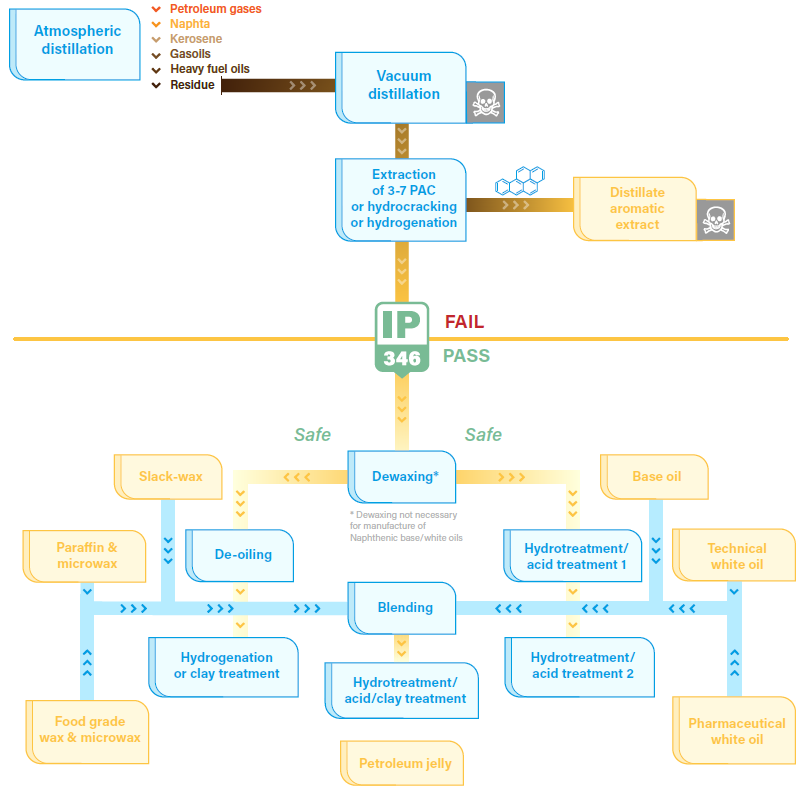 Atmospheric
distillation
Petroleum gases
Naphta
Kerosene
Gasoils
Heavy fuel oils
Residue
Vacuum
distillation
Extraction
of 3-7 PAC
or hydrocracking
or hydrogenation
Distillate
aromatic
extract
IP
346
FAIL
PASS
Safe
Safe
Slack-wax
Dewaxing*
Base oil
* Dewaxing not necessary
for manufacture of
Naphthenic base/white oils
Paraffin &
microwax
De-oiling
Hydrotreatment/
acid treatment 1
Technical
white oil
Blending
Hydrogenation
or clay treatment
Hydrotreatment/
acid/clay treatment
Hydrotreatment/
acid treatment 2
Food grade
wax & microwax
Pharmaceutical
white oil
Petroleum jelly